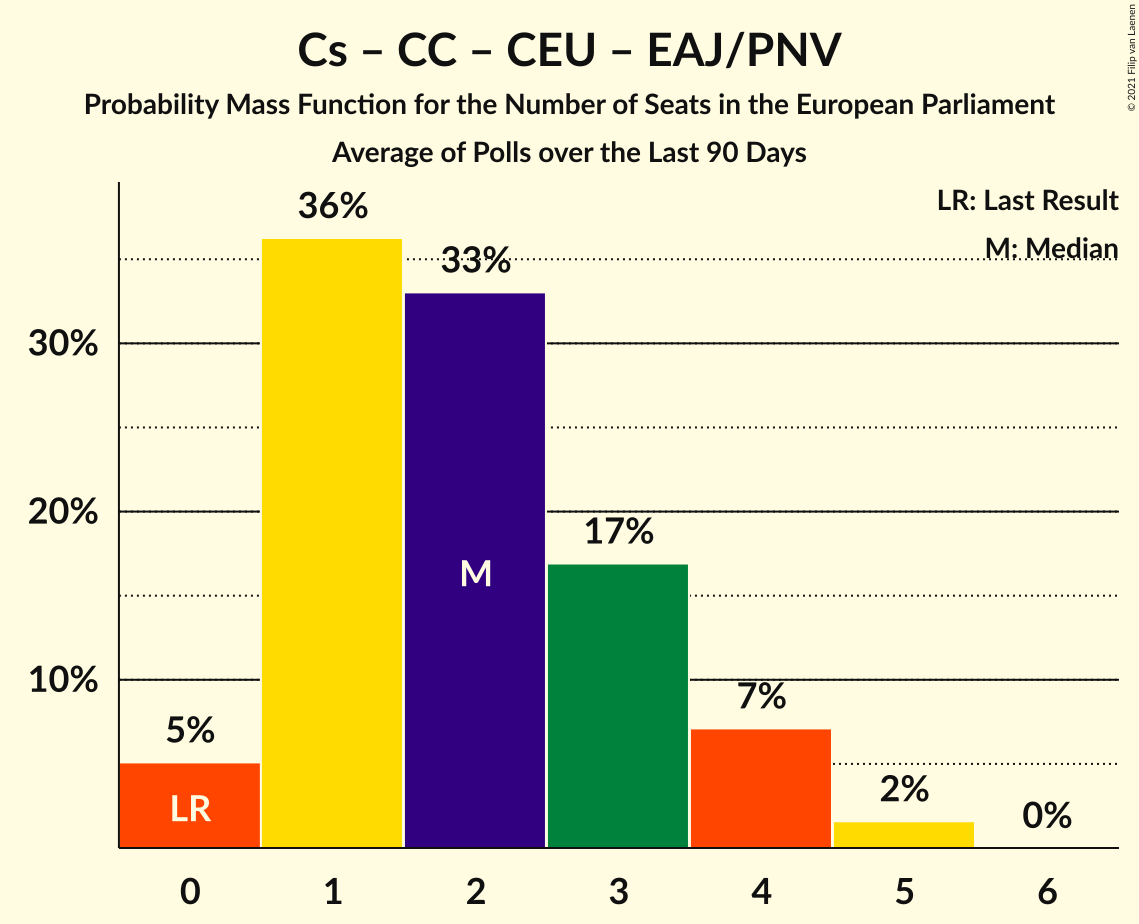 Cs – CC – CEU – EAJ/PNV
Probability Mass Function for the Number of Seats in the European Parliament
Average of Polls over the Last 90 Days
© 2021 Filip van Laenen
LR: Last Result
M: Median
36%
33%
30%
20%
17%
M
10%
7%
5%
2%
LR
0%
0 1 2 3 4 5 6